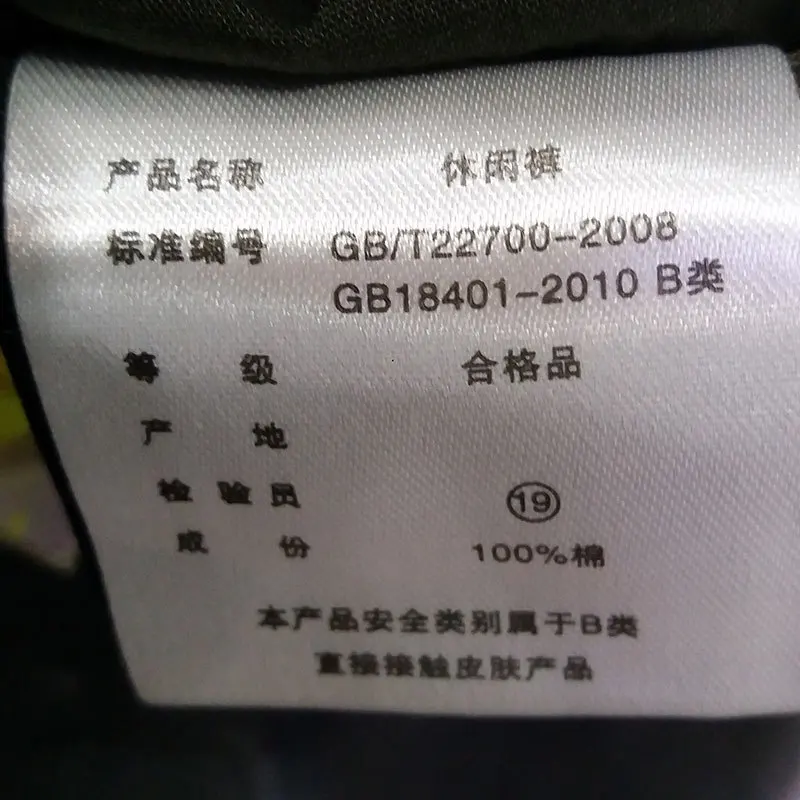 产品名称 休闲裤
标准编号 GB/T22700-2008
GB18401-2010 B类
等 级 合格品
产 地
检 验 员 19
成 份 100%棉
本产品安全类别属于B类
直接接触皮肤产品